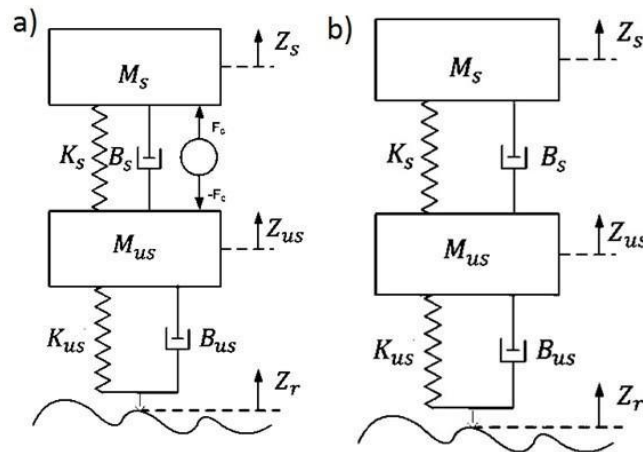 a)
Z_s
M_s
K_s
B_s
F_c
-F_c
Z_us
M_us
K_us
B_us
Z_r
b)
Z_s
M_s
K_s
B_s
Z_us
M_us
K_us
B_us
Z_r